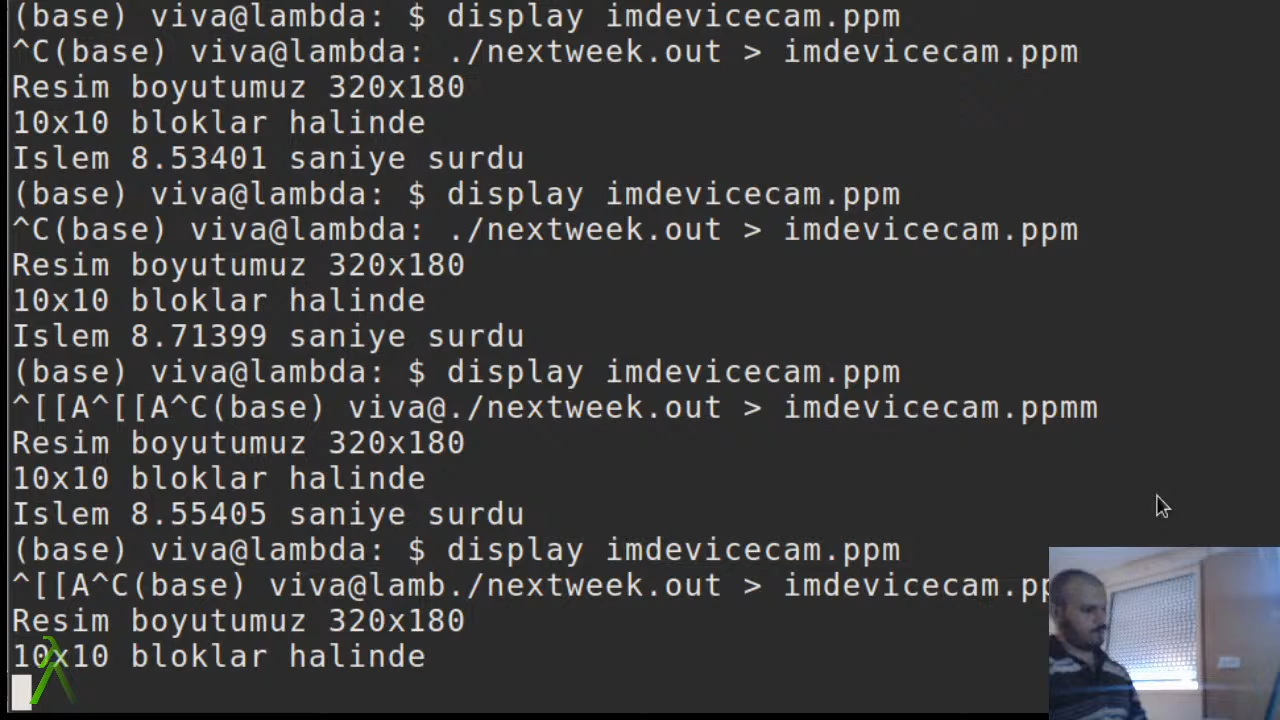 (base) viva@lambda: $ display imdevicecam.ppm
^C(base) viva@lambda: ./nextweek.out > imdevicecam.ppm
Resim boyutumuz 320x180
10x10 bloklar halinde
Islem 8.53401 saniye surdu
(base) viva@lambda: $ display imdevicecam.ppm
^C(base) viva@lambda: ./nextweek.out > imdevicecam.ppm
Resim boyutumuz 320x180
10x10 bloklar halinde
Islem 8.71399 saniye surdu
(base) viva@lambda: $ display imdevicecam.ppm
^[[A^[[A^C(base) viva@./nextweek.out > imdevicecam.ppmm
Resim boyutumuz 320x180
10x10 bloklar halinde
Islem 8.55405 saniye surdu
(base) viva@lambda: $ display imdevicecam.ppm
^[[A^C(base) viva@lamb./nextweek.out > imdevicecam.pp
Resim boyutumuz 320x180
10x10 bloklar halinde